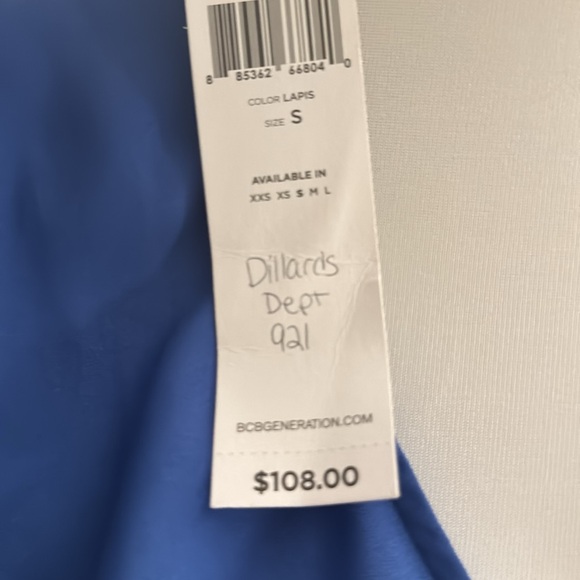 8 85362 66804 0
COLOR LAPIS
SIZE S
AVAILABLE IN
XXS XS S M L
Dillards
Dept
921
BCBGENERATION.COM
$108.00